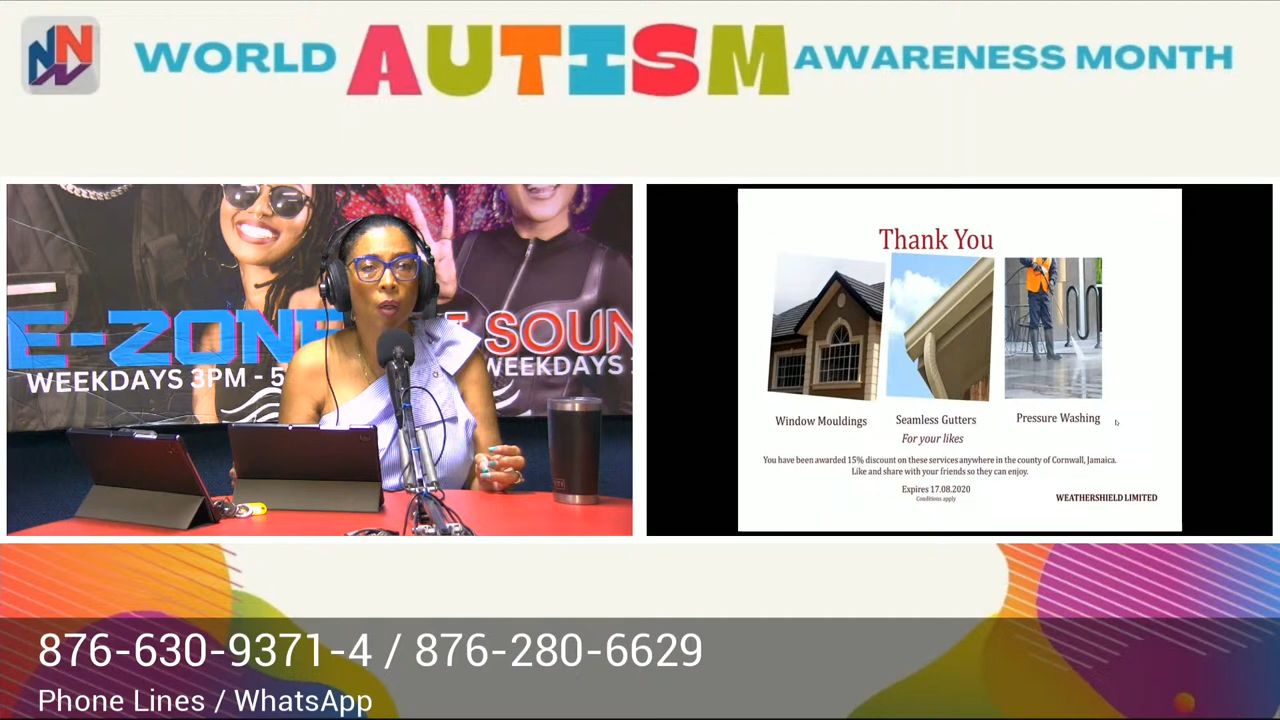 NNN
WORLD AUTISM AWARENESS MONTH
E-ZONE
WEEKDAYS 3PM - 5
SOUN
WEEKDAYS
Thank You
Window Mouldings
Seamless Gutters
Pressure Washing
For your likes
You have been awarded 15% discount on these services anywhere in the county of Cornwall, Jamaica.
Like and share with your friends so they can enjoy.
Expires 17.08.2020
Conditions apply
WEATHERSHIELD LIMITED
876-630-9371-4 / 876-280-6629
Phone Lines / WhatsApp